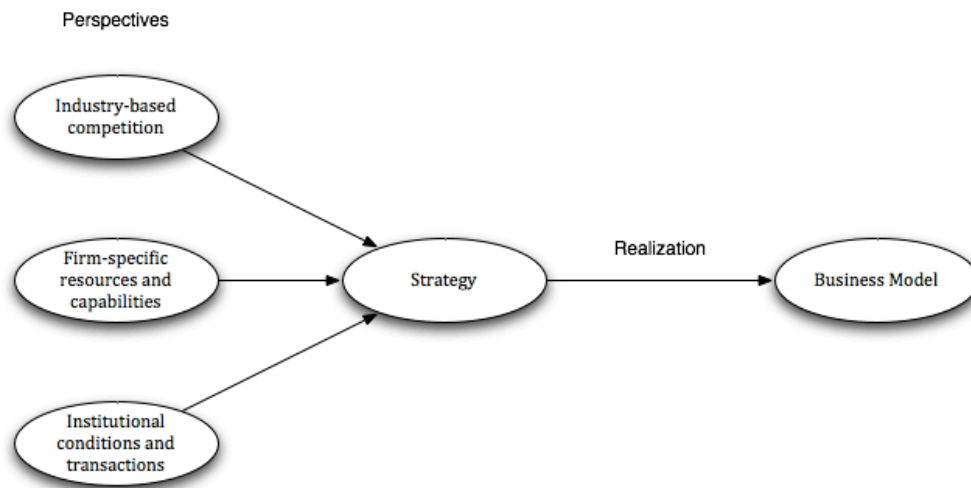 Perspectives
Industry-based
competition
Firm-specific
resources and
capabilities
Strategy
Realization
Business Model
Institutional
conditions and
transactions